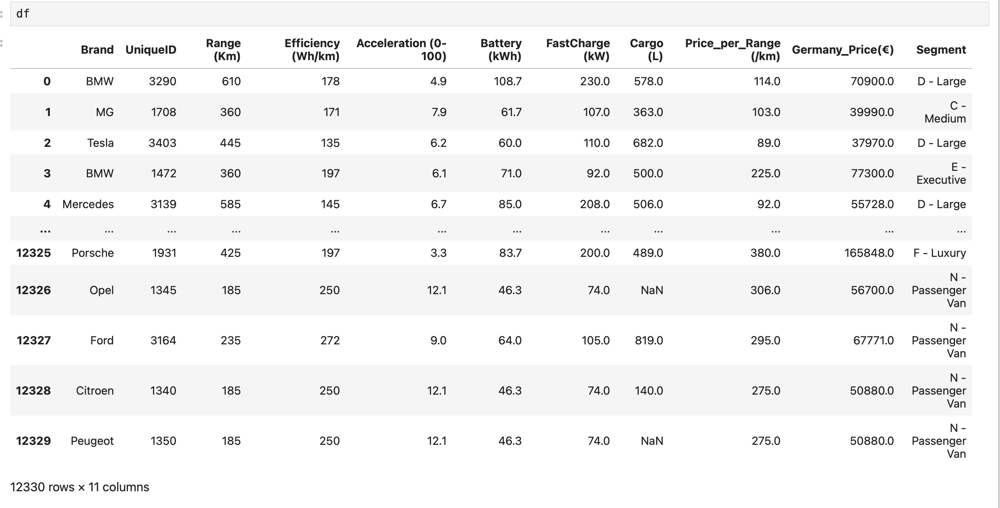 df
Brand UniqueID Range (Km) Efficiency (Wh/km) Acceleration (0-100) Battery (kWh) FastCharge (kW) Cargo (L) Price_per_Range (/km) Germany_Price(€) Segment
0 BMW 3290 610 178 4.9 108.7 230.0 578.0 114.0 70900.0 D - Large
1 MG 1708 360 171 7.9 61.7 107.0 363.0 103.0 39990.0 C - Medium
2 Tesla 3403 445 135 6.2 60.0 110.0 682.0 89.0 37970.0 D - Large
3 BMW 1472 360 197 6.1 71.0 92.0 500.0 225.0 77300.0 E - Executive
4 Mercedes 3139 585 145 6.7 85.0 208.0 506.0 92.0 55728.0 D - Large
... ... ... ... ... ... ... ... ... ... ... ...
12325 Porsche 1931 425 197 3.3 83.7 200.0 489.0 380.0 165848.0 F - Luxury
12326 Opel 1345 185 250 12.1 46.3 74.0 NaN 306.0 56700.0 N - Passenger Van
12327 Ford 3164 235 272 9.0 64.0 105.0 819.0 295.0 67771.0 N - Passenger Van
12328 Citroen 1340 185 250 12.1 46.3 74.0 140.0 275.0 50880.0 N - Passenger Van
12329 Peugeot 1350 185 250 12.1 46.3 74.0 NaN 275.0 50880.0 N - Passenger Van
12330 rows × 11 columns